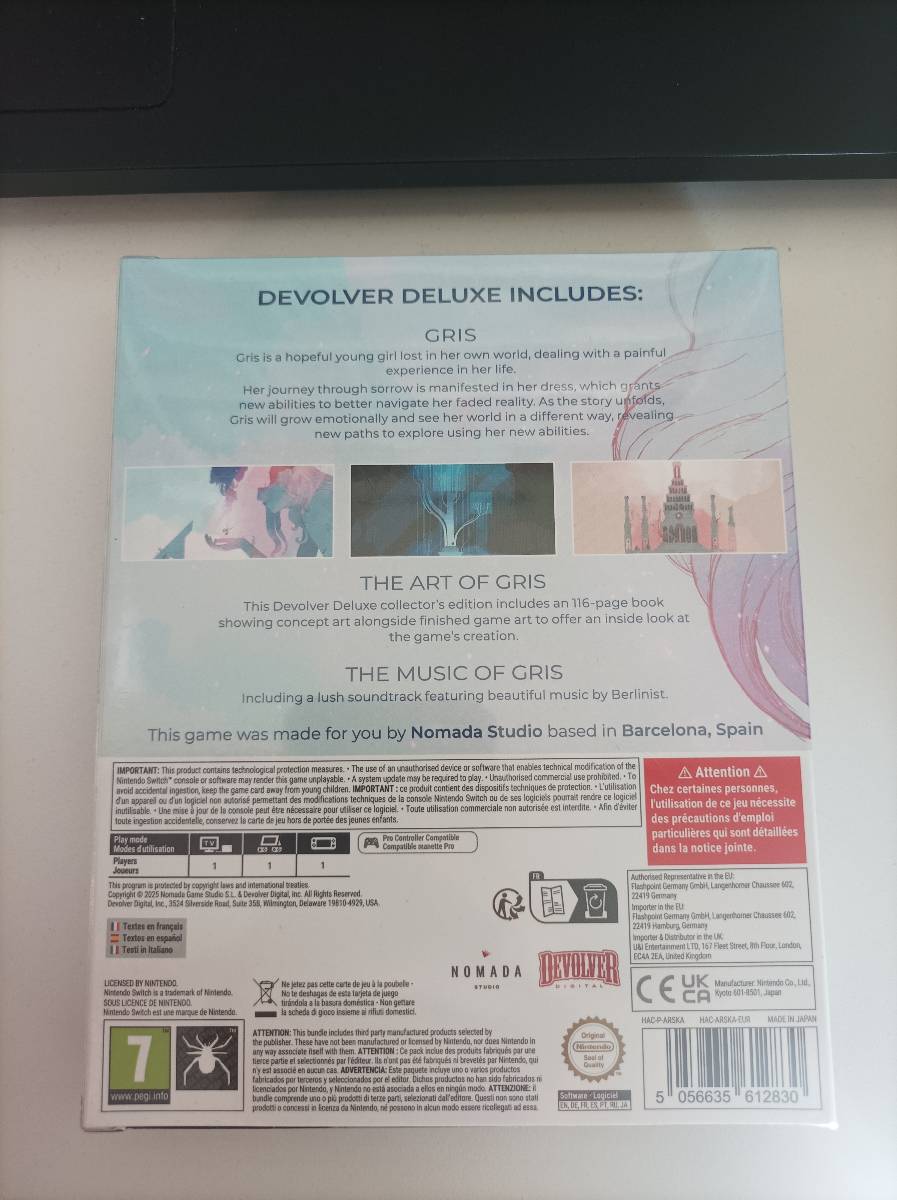 DEVOLVER DELUXE INCLUDES:
GRIS
Gris is a hopeful young girl lost in her own world, dealing with a painful
experience in her life.
Her journey through sorrow is manifested in her dress, which grants
new abilities to better navigate her faded reality. As the story unfolds,
Gris will grow emotionally and see her world in a different way, revealing
new paths to explore using her new abilities.
THE ART OF GRIS
This Devolver Deluxe collector's edition includes an 116-page book
showing concept art alongside finished game art to offer an inside look at
the game's creation.
THE MUSIC OF GRIS
Including a lush soundtrack featuring beautiful music by Berlinist.
This game was made for you by Nomada Studio based in Barcelona, Spain
IMPORTANT: This product contains technological protection measures. • The use of an unauthorised device or software that enables technical modification of the
Nintendo Switch™ console or software may render this game unplayable. • A system update may be required to play. • Unauthorised commercial use prohibited. • To
avoid accidental ingestion, keep the game card away from young children. IMPORTANT : ce produit contient des dispositifs techniques de protection. • L'utilisation
d'un appareil ou d'un logiciel non autorisé permettant des modifications techniques de la console Nintendo Switch ou de ses logiciels pourrait rendre ce logiciel
inutilisable. • Une mise à jour de la console peut être nécessaire pour utiliser ce logiciel. • Toute utilisation commerciale non autorisée est interdite. • Afin d'éviter
toute ingestion accidentelle, conservez la carte de jeu hors de portée des jeunes enfants.
⚠ Attention ⚠
Chez certaines personnes,
l'utilisation de ce jeu nécessite
des précautions d'emploi
particulières qui sont détaillées
dans la notice jointe.
Play mode
Modes d'utilisation
TV
Players
Joueurs
1 1 1
Pro Controller Compatible
Compatible manette Pro
This program is protected by copyright laws and international treaties.
Copyright © 2025 Nomada Game Studio S.L. & Devolver Digital, Inc. All Rights Reserved.
Devolver Digital, Inc., 3524 Silverside Road, Suite 35B, Wilmington, Delaware 19810-4929, USA.
FR
Textes en français
Textos en español
Testi in Italiano
Authorised Representative in the EU:
Flashpoint Germany GmbH, Langenhorner Chaussee 602,
22419 Germany
Importer in the EU:
Flashpoint Germany GmbH, Langenhorner Chaussee 602,
22419 Hamburg, Germany
Importer & Distributor in the UK:
U&I Entertainment LTD, 167 Fleet Street, 8th Floor, London,
EC4A 2EA, United Kingdom
NOMADA
STUDIO
DEVOLVER
DIGITAL
LICENSED BY NINTENDO.
Nintendo Switch is a trademark of Nintendo.
SOUS LICENCE DE NINTENDO.
Nintendo Switch est une marque de Nintendo.
Ne jetez pas cette carte de jeu à la poubelle •
No te deshagas de esta tarjeta de juego
tirándola a la basura doméstica • Non gettare
la scheda di gioco insieme ai rifiuti domestici.
CE UK CA
Manufacturer: Nintendo Co., Ltd.,
Kyoto 601-8501, Japan
HAC-P-ARSKA HAC-ARSKA-EUR MADE IN JAPAN
7
www.pegi.info
ATTENTION: This bundle includes third party manufactured products selected by
the publisher. These have not been manufactured or licensed by Nintendo, nor does Nintendo in
any way associate itself with them. ATTENTION : Ce pack inclue des produits fabriqués par une
tierce partie et selectionnés par l'éditeur. Ils n'ont pas été fabriqués ni brevetés par Nintendo, qui
n'y est associé en aucun cas. ADVERTENCIA: Este paquete incluye uno o varios productos
fabricados por terceros y seleccionados por el editor. Dichos productos no han sido fabricados ni
licenciados por Nintendo, y Nintendo no está asociada a ellos en ningún modo. ATTENZIONE: il
bundle comprende uno o più prodotti di terze parti, selezionati dall'editore. Questi non sono stati
prodotti o concessi in licenza da Nintendo, né possono in alcun modo essere ricollegati ad essa.
Original
Nintendo
Seal of
Quality
Software / Logiciel
EN, DE, FR, ES, PT, RU, JA
5 056635 612830